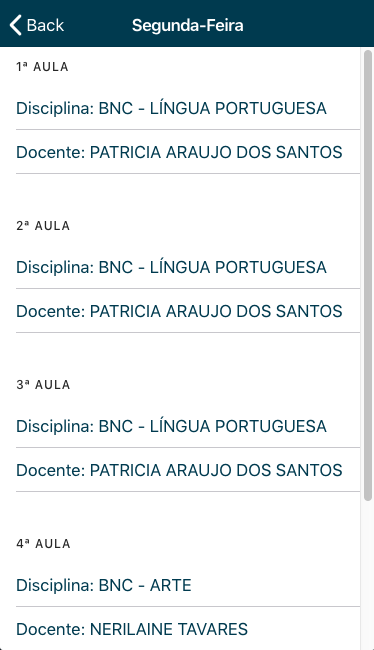 Back
Segunda-Feira
1ª AULA
Disciplina: BNC - LÍNGUA PORTUGUESA
Docente: PATRICIA ARAUJO DOS SANTOS
2ª AULA
Disciplina: BNC - LÍNGUA PORTUGUESA
Docente: PATRICIA ARAUJO DOS SANTOS
3ª AULA
Disciplina: BNC - LÍNGUA PORTUGUESA
Docente: PATRICIA ARAUJO DOS SANTOS
4ª AULA
Disciplina: BNC - ARTE
Docente: NERILAINE TAVARES